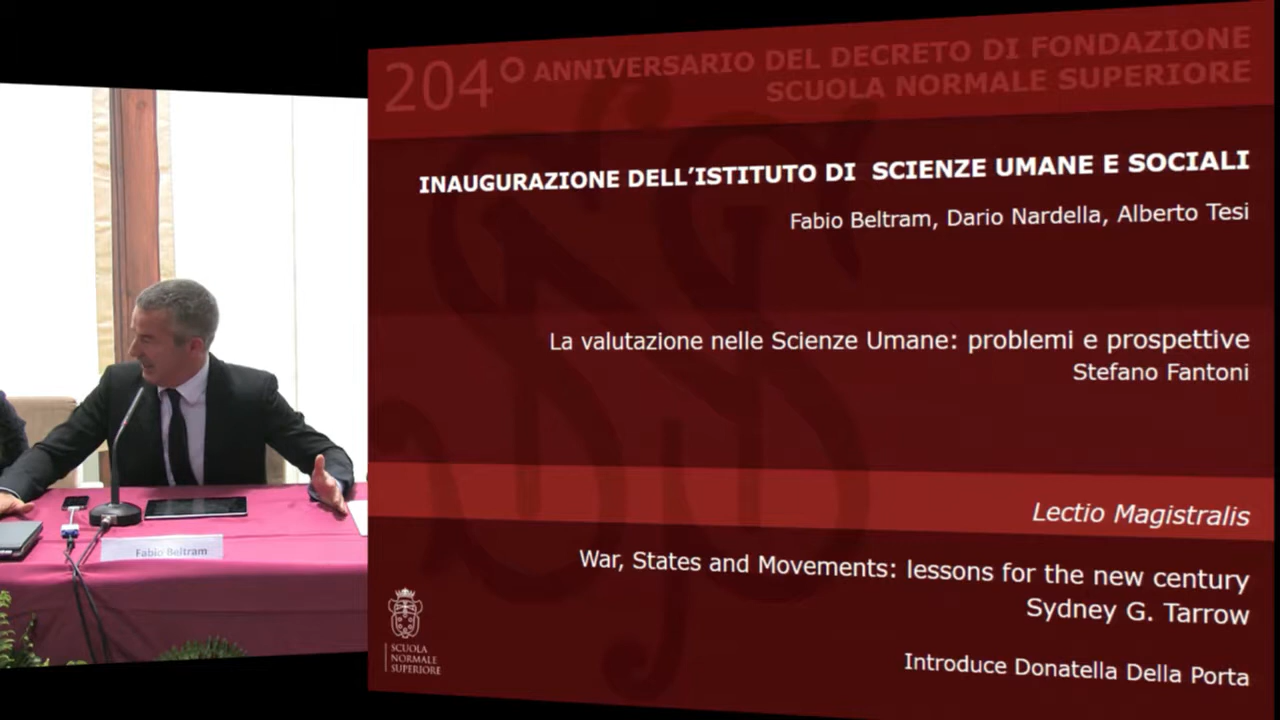 204° ANNIVERSARIO DEL DECRETO DI FONDAZIONE
SCUOLA NORMALE SUPERIORE
INAUGURAZIONE DELL'ISTITUTO DI SCIENZE UMANE E SOCIALI
Fabio Beltram, Dario Nardella, Alberto Tesi
La valutazione nelle Scienze Umane: problemi e prospettive
Stefano Fantoni
Lectio Magistralis
War, States and Movements: lessons for the new century
Sydney G. Tarrow
Introduce Donatella Della Porta
SCUOLA
NORMALE
SUPERIORE
Fabio Beltram